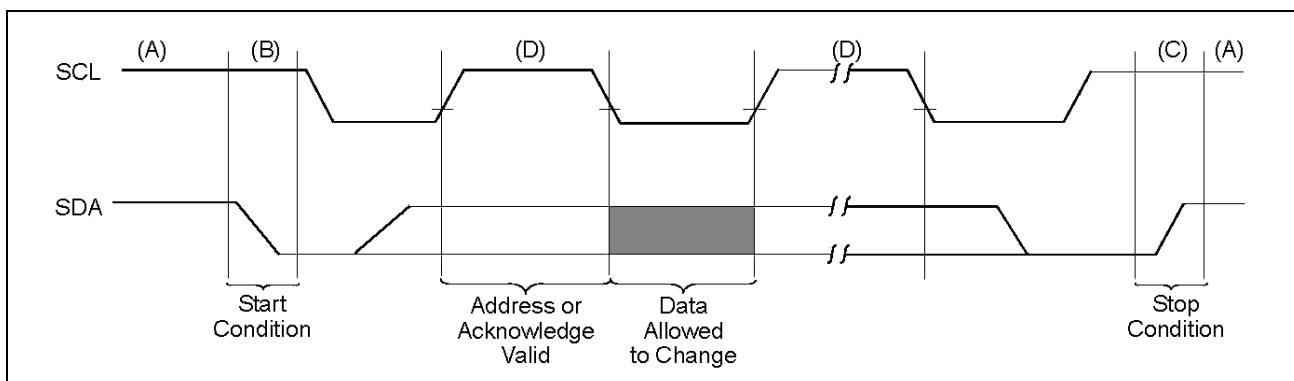 (A) (B) (D) (D) (C) (A)
SCL
SDA
Start
Condition
Address or
Acknowledge
Valid
Data
Allowed
to Change
Stop
Condition